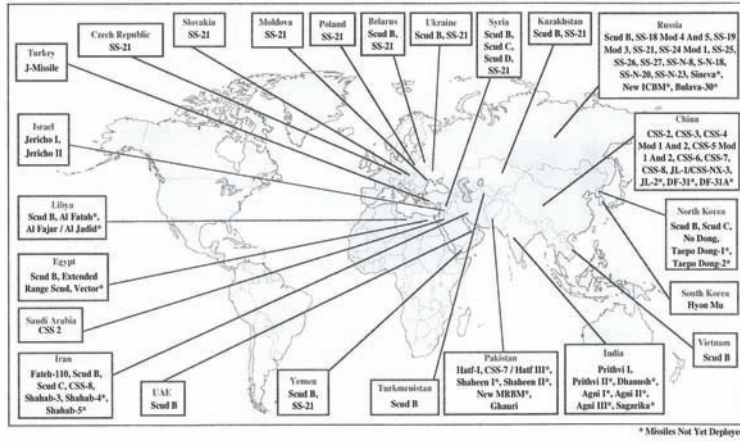 Slovakia
SS-21
Moldova
SS-21
Poland
SS-21
Belarus
Scud B,
SS-21
Ukraine
Scud B, SS-21
Syria
Scud B,
Scud C,
Scud D,
SS-21
Kazakhstan
Scud B, SS-21
Russia
Scud B, SS-18 Mod 4 And 5, SS-19
Mod 3, SS-21, SS-24 Mod 1, SS-25,
SS-26, SS-27, SS-N-8, S-N-18,
SS-N-20, SS-N-23, Sineva*,
New ICBM*, Bulava-30*
Czech Republic
SS-21
Turkey
J-Missile
Israel
Jericho I,
Jericho II
China
CSS-2, CSS-3, CSS-4
Mod 1 And 2, CSS-5 Mod
1 And 2, CSS-6, CSS-7,
CSS-8, JL-1/CSS-NX-3,
JL-2*, DF-31*, DF-31A*
Libya
Scud B, Al Fatah*,
Al Fajar / Al Jadid*
North Korea
Scud B, Scud C,
No Dong,
Taepo Dong-1*,
Taepo Dong-2*
Egypt
Scud B, Extended
Range Scud, Vector*
South Korea
Hyon Mu
Saudi Arabia
CSS 2
Vietnam
Scud B
Iran
Fateh-110, Scud B,
Scud C, CSS-8,
Shahab-3, Shahab-4*,
Shahab-5*
UAE
Scud B
Yemen
Scud B,
SS-21
Turkmenistan
Scud B
Pakistan
Hatf-I, CSS-7 / Hatf III*,
Shaheen I*, Shaheen II*,
New MRBM*,
Ghauri
India
Prithvi I,
Prithvi II*, Dhanush*,
Agni I*, Agni II*,
Agni III*, Sagarika*
* Missiles Not Yet Deployed